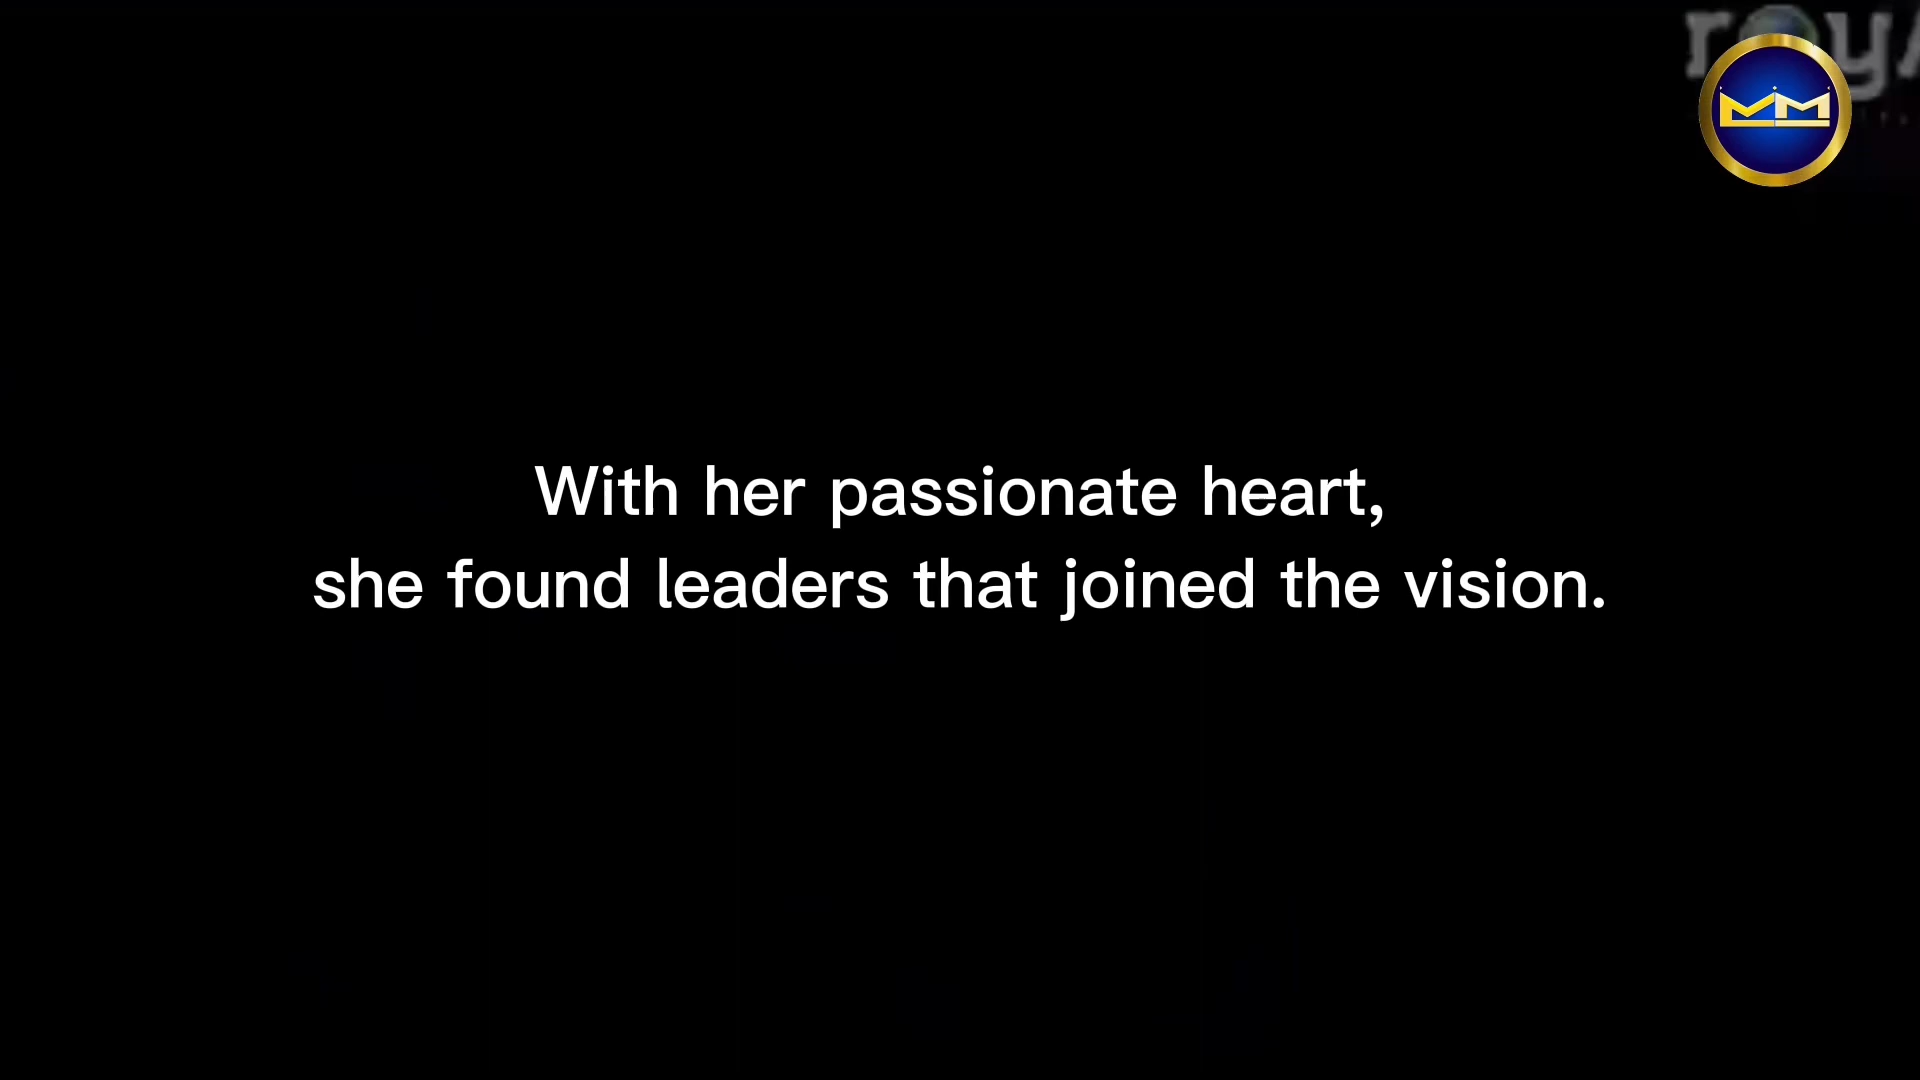 With her passionate heart,
she found leaders that joined the vision.